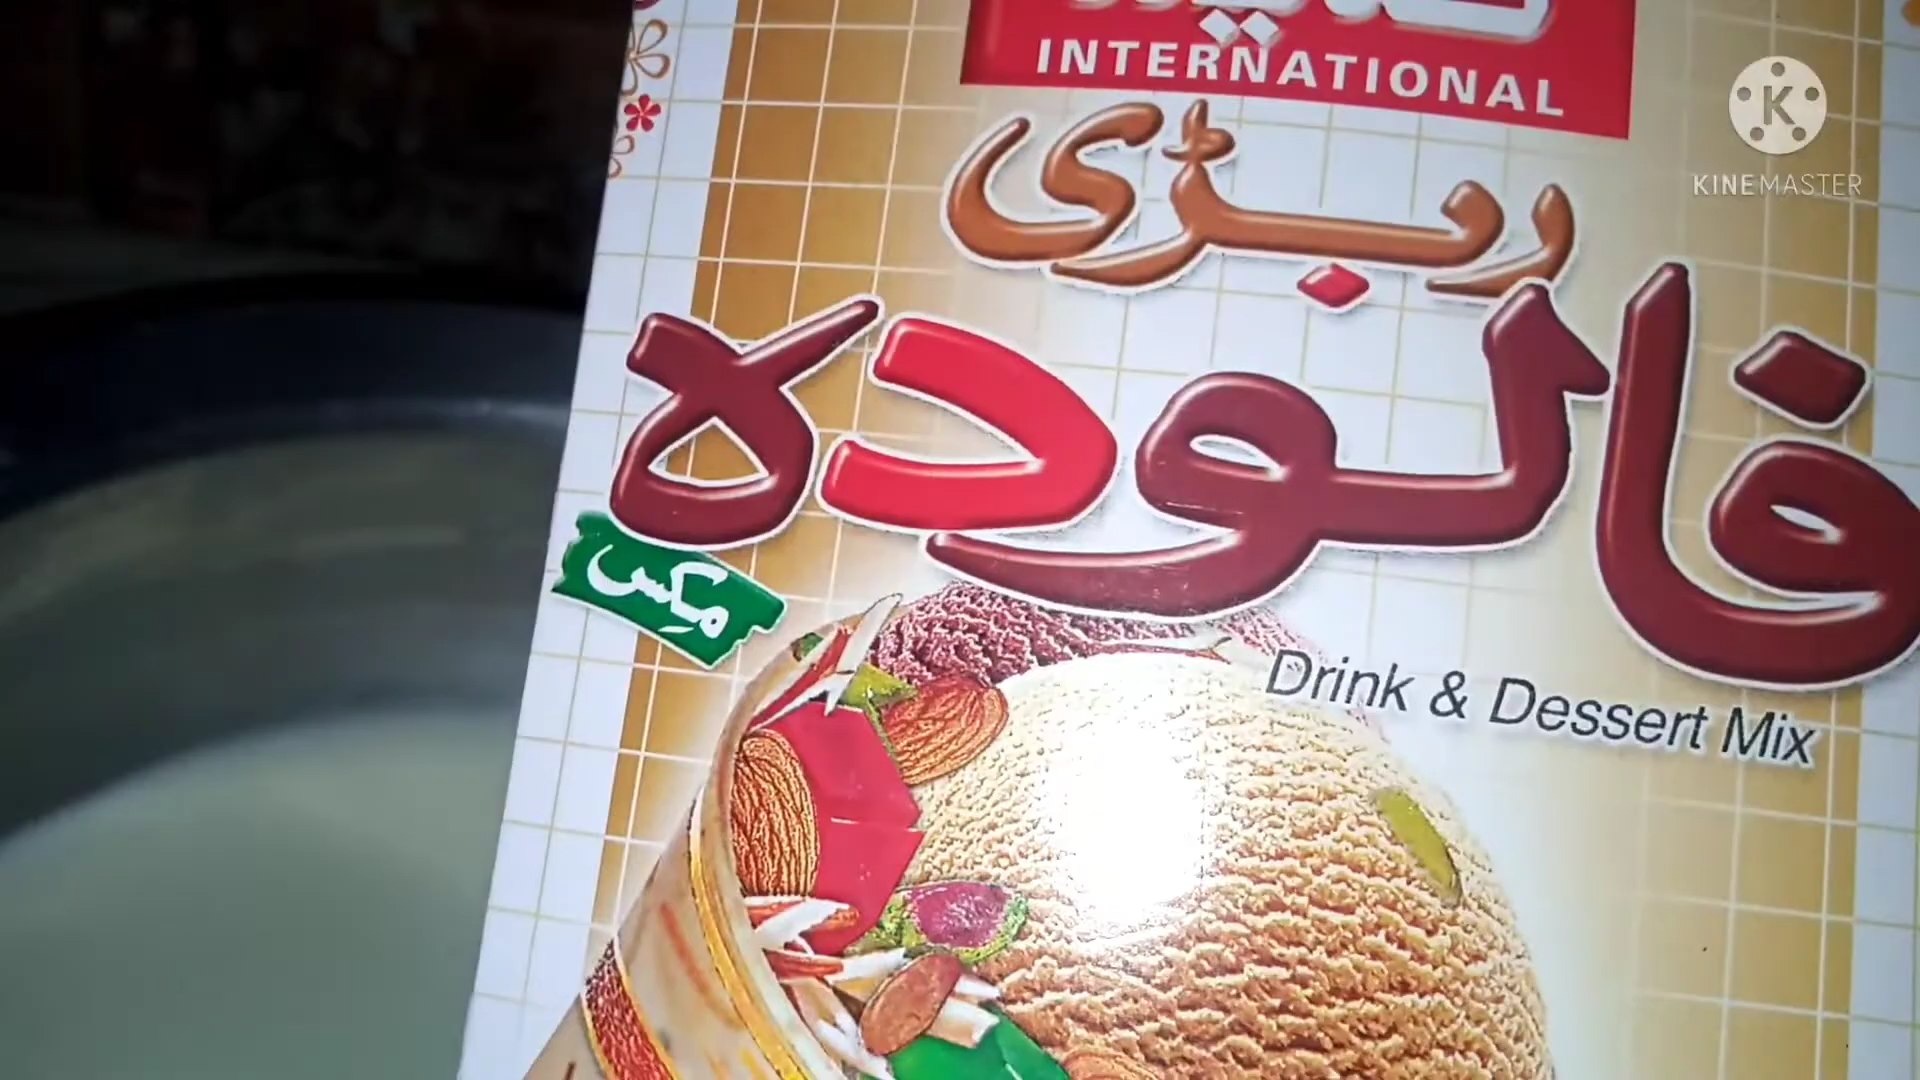 INTERNATIONAL
ربڑی
فالودہ
مکس
Drink & Dessert Mix
KINEMASTER